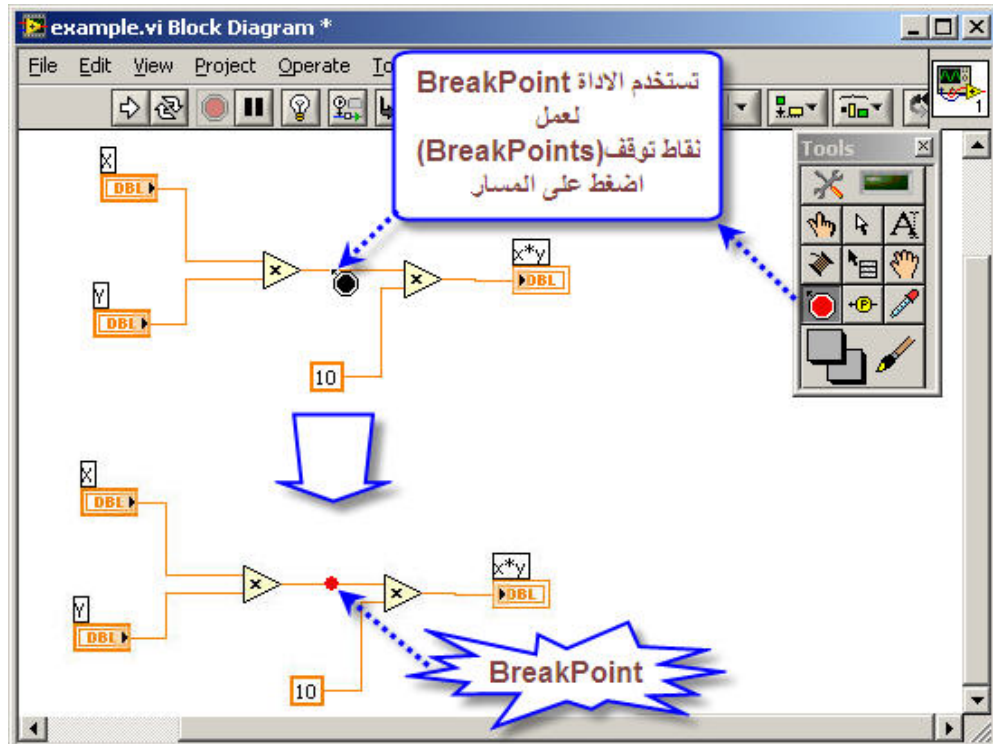 example.vi Block Diagram *
File Edit View Project Operate
تستخدم الاداة BreakPoint
لعمل
نقاط توقف(BreakPoints)
اضغط على المسار
1
Tools
X
DBL
x*y
DBL
Y
DBL
10
X
DBL
x*y
DBL
Y
DBL
10
BreakPoint
A
P